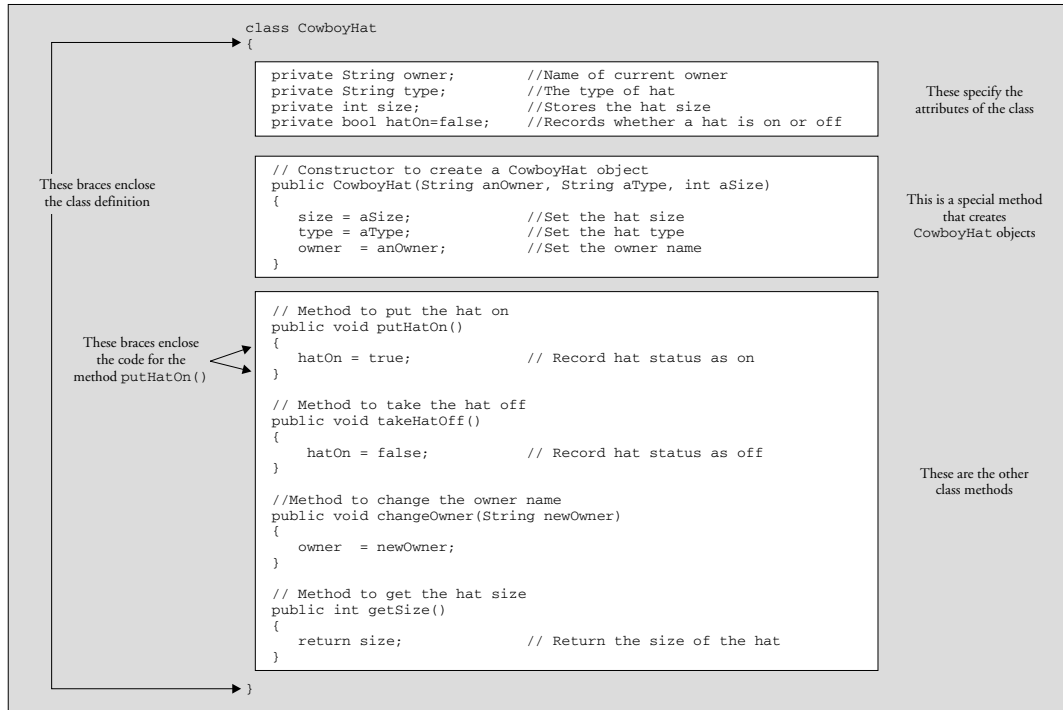 class CowboyHat
{
private String owner;          //Name of current owner
private String type;           //The type of hat
private int size;              //Stores the hat size
private bool hatOn=false;      //Records whether a hat is on or off
These specify the
attributes of the class
// Constructor to create a CowboyHat object
public CowboyHat(String anOwner, String aType, int aSize)
{
size = aSize;               //Set the hat size
type = aType;               //Set the hat type
owner  = anOwner;           //Set the owner name
}
These braces enclose
the class definition
This is a special method
that creates
CowboyHat objects
// Method to put the hat on
public void putHatOn()
{
hatOn = true;               // Record hat status as on
}
These braces enclose
the code for the
method putHatOn()
// Method to take the hat off
public void takeHatOff()
{
hatOn = false;             // Record hat status as off
}
//Method to change the owner name
public void changeOwner(String newOwner)
{
owner  = newOwner;
}
These are the other
class methods
// Method to get the hat size
public int getSize()
{
return size;                // Return the size of the hat
}
}